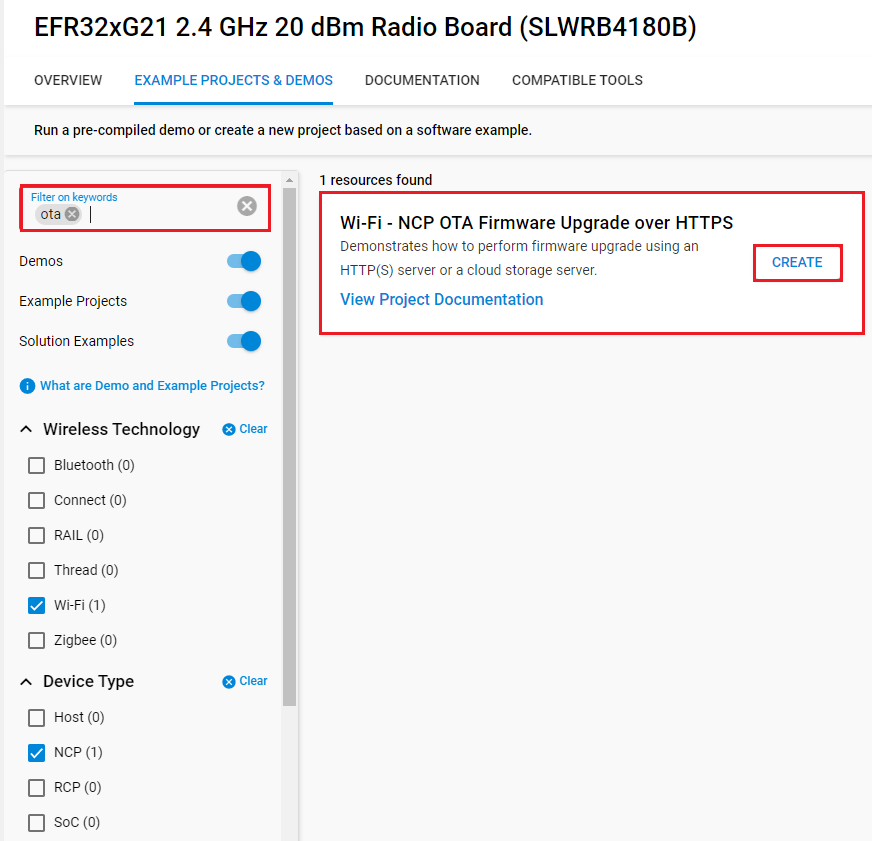 EFR32xG21 2.4 GHz 20 dBm Radio Board (SLWRB4180B)
OVERVIEW EXAMPLE PROJECTS & DEMOS DOCUMENTATION COMPATIBLE TOOLS
Run a pre-compiled demo or create a new project based on a software example.
Filter on keywords
ota
Demos
Example Projects
Solution Examples
What are Demo and Example Projects?
Wireless Technology Clear
Bluetooth (0)
Connect (0)
RAIL (0)
Thread (0)
Wi-Fi (1)
Zigbee (0)
Device Type Clear
Host (0)
NCP (1)
RCP (0)
SoC (0)
1 resources found
Wi-Fi - NCP OTA Firmware Upgrade over HTTPS
Demonstrates how to perform firmware upgrade using an
HTTP(S) server or a cloud storage server.
View Project Documentation
CREATE